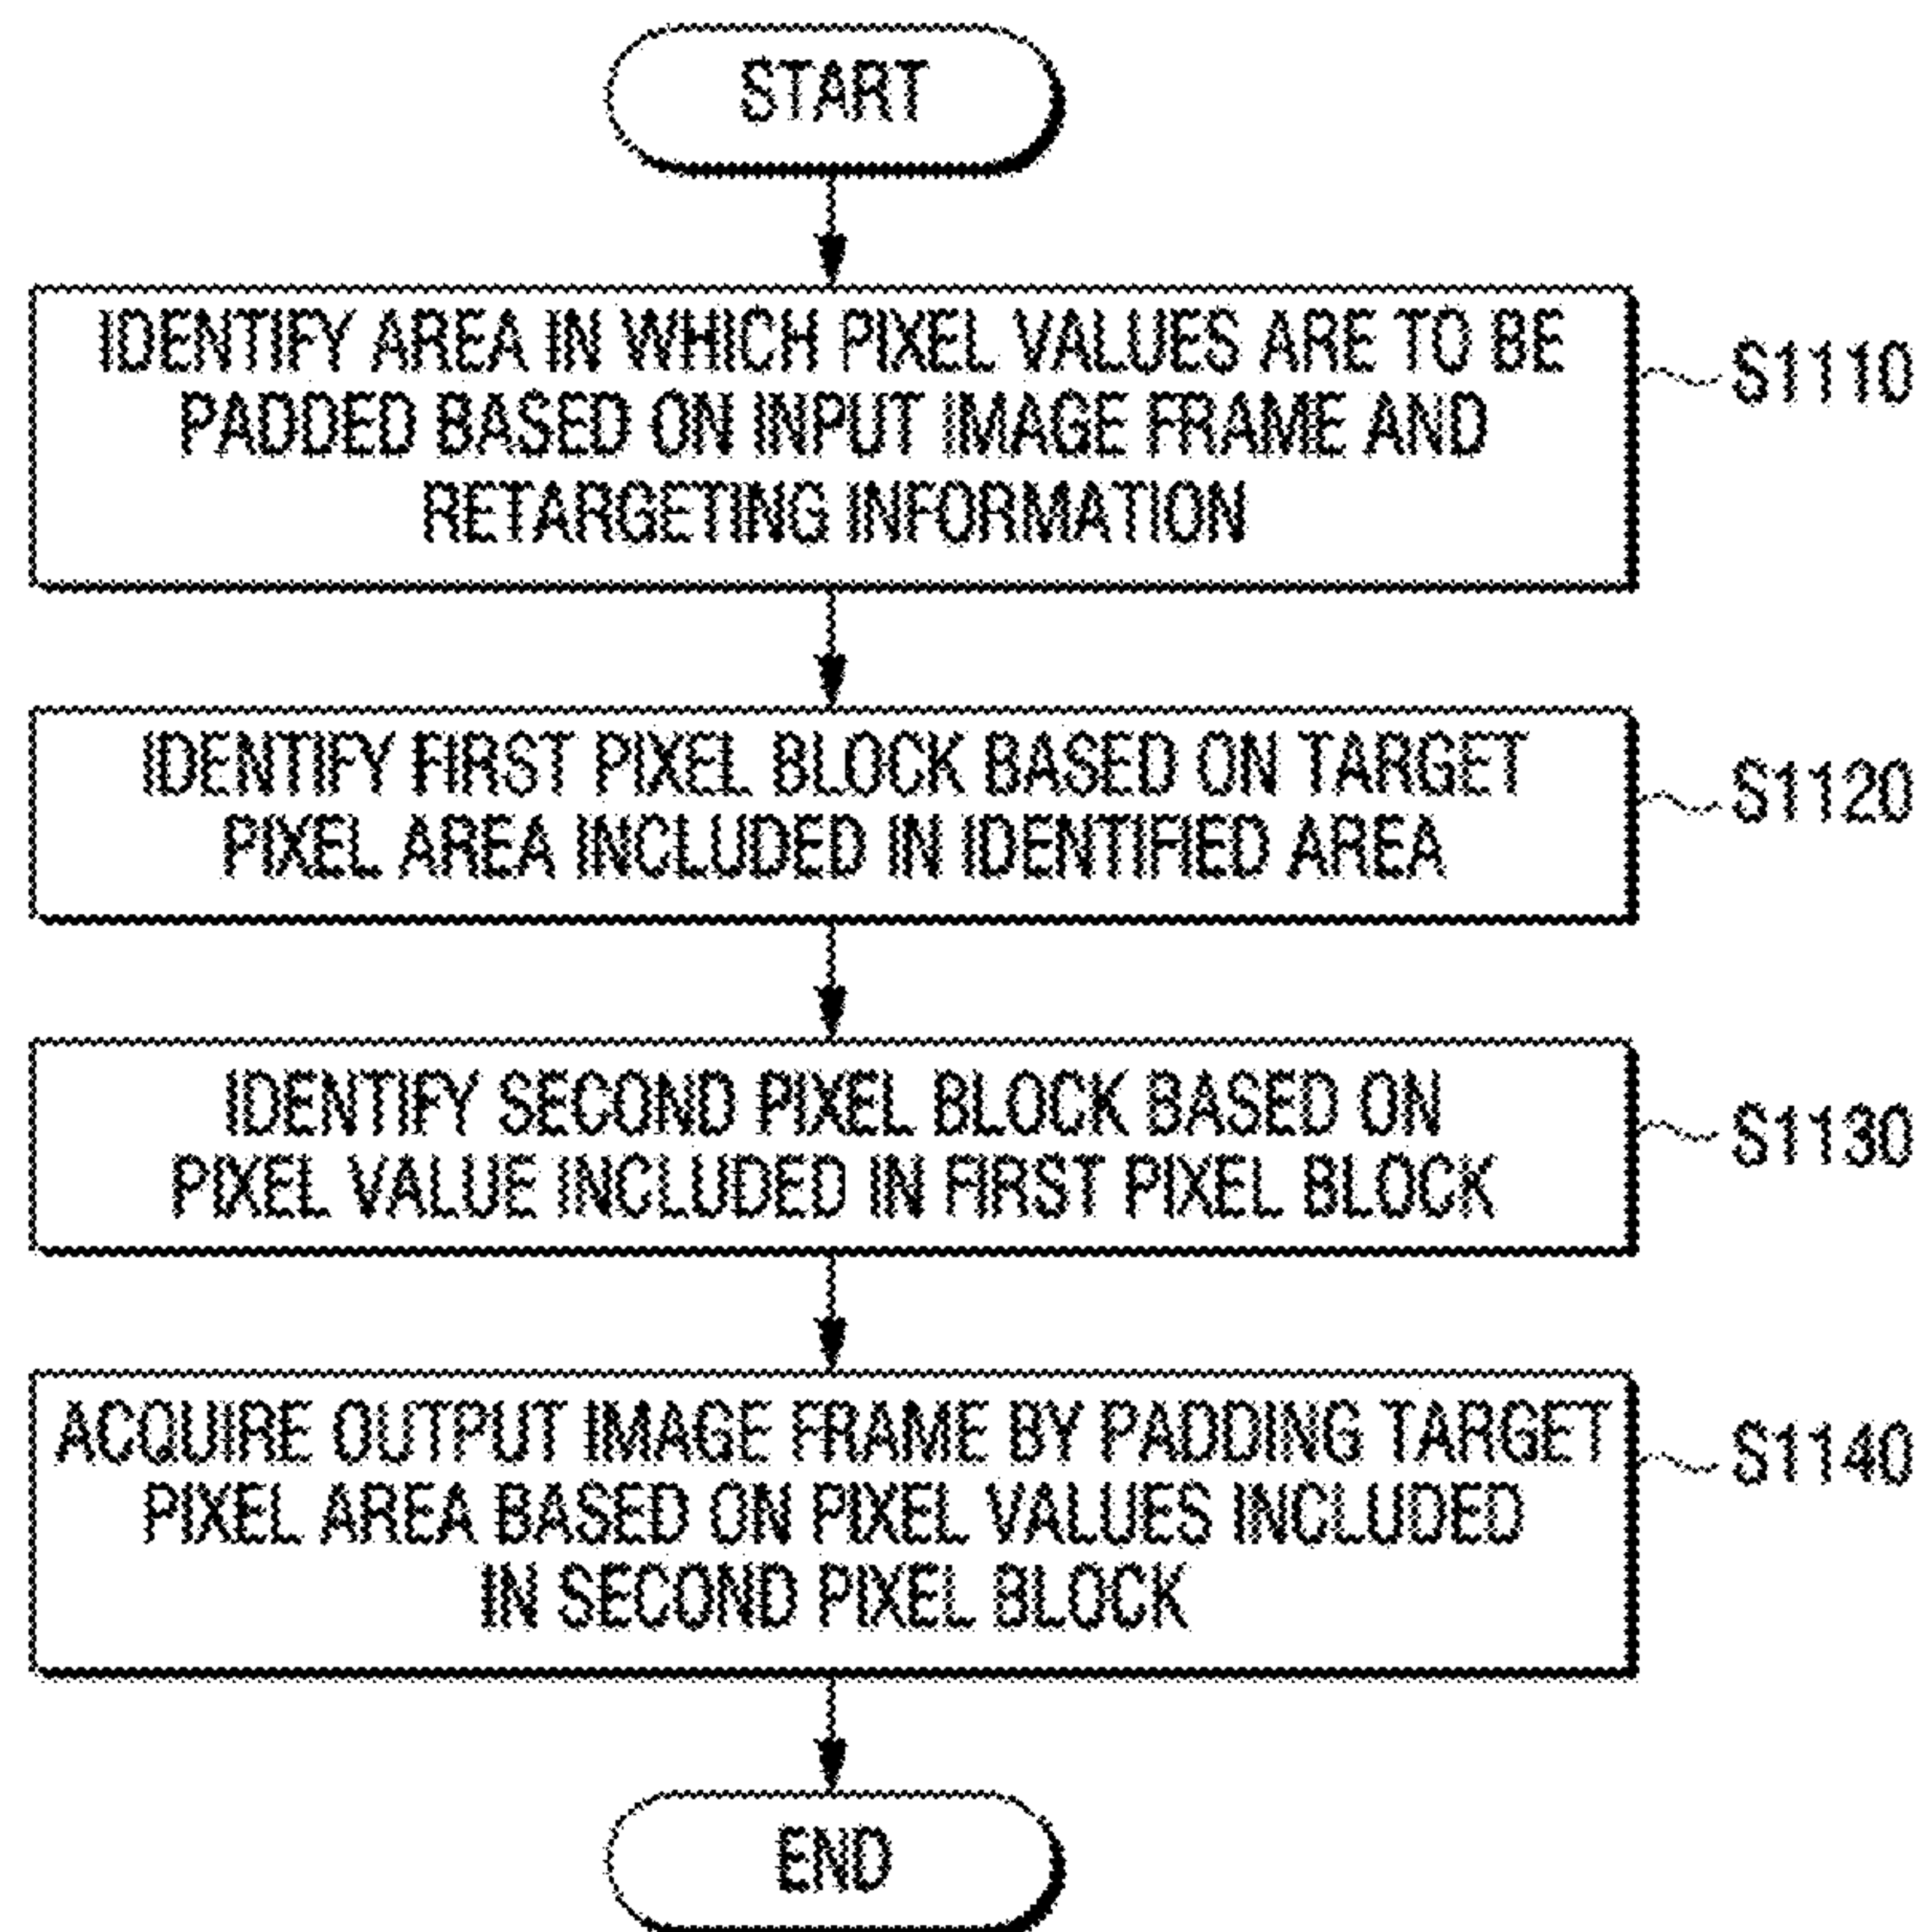 START
IDENTIFY AREA IN WHICH PIXEL VALUES ARE TO BE
PADDED BASED ON INPUT IMAGE FRAME AND
RETARGETING INFORMATION
S1110
IDENTIFY FIRST PIXEL BLOCK BASED ON TARGET
PIXEL AREA INCLUDED IN IDENTIFIED AREA
S1120
IDENTIFY SECOND PIXEL BLOCK BASED ON
PIXEL VALUE INCLUDED IN FIRST PIXEL BLOCK
S1130
ACQUIRE OUTPUT IMAGE FRAME BY PADDING TARGET
PIXEL AREA BASED ON PIXEL VALUES INCLUDED
IN SECOND PIXEL BLOCK
S1140
END